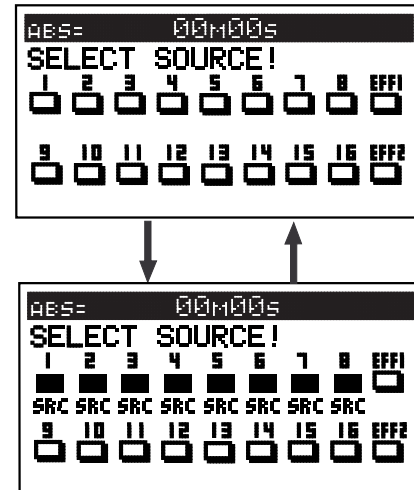 ABS= 00M00s
SELECT SOURCE!
1 2 3 4 5 6 7 8 EFF1
9 10 11 12 13 14 15 16 EFF2
ABS= 00M00s
SELECT SOURCE!
1 2 3 4 5 6 7 8 EFF1
SRC SRC SRC SRC SRC SRC SRC SRC
9 10 11 12 13 14 15 16 EFF2